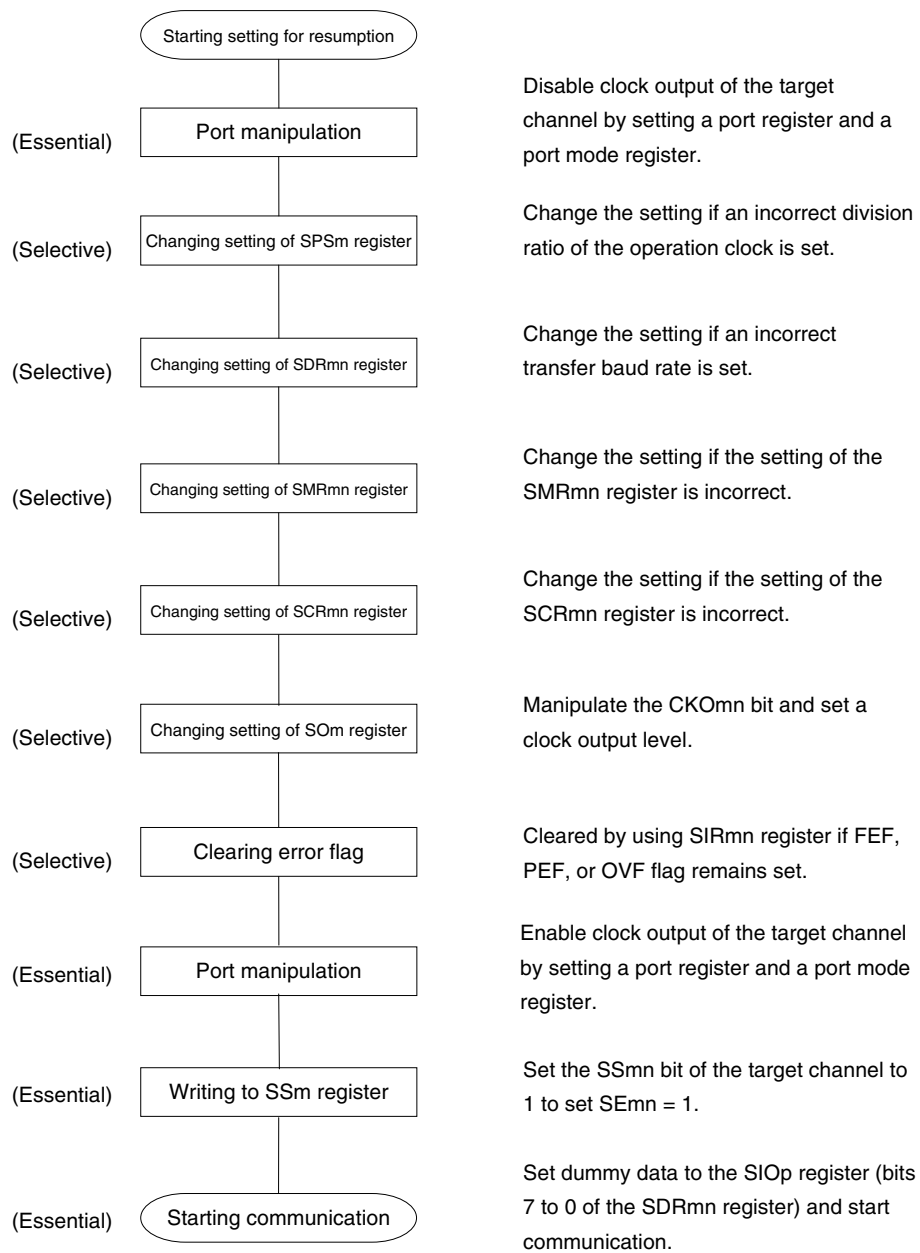 Starting setting for resumption
(Essential)
Port manipulation
Disable clock output of the target
channel by setting a port register and a
port mode register.
(Selective)
Changing setting of SPSm register
Change the setting if an incorrect division
ratio of the operation clock is set.
(Selective)
Changing setting of SDRmn register
Change the setting if an incorrect
transfer baud rate is set.
(Selective)
Changing setting of SMRmn register
Change the setting if the setting of the
SMRmn register is incorrect.
(Selective)
Changing setting of SCRmn register
Change the setting if the setting of the
SCRmn register is incorrect.
(Selective)
Changing setting of SOm register
Manipulate the CKOmn bit and set a
clock output level.
(Selective)
Clearing error flag
Cleared by using SIRmn register if FEF,
PEF, or OVF flag remains set.
(Essential)
Port manipulation
Enable clock output of the target channel
by setting a port register and a port mode
register.
(Essential)
Writing to SSm register
Set the SSmn bit of the target channel to
1 to set SEmn = 1.
(Essential)
Starting communication
Set dummy data to the SIOp register (bits
7 to 0 of the SDRmn register) and start
communication.